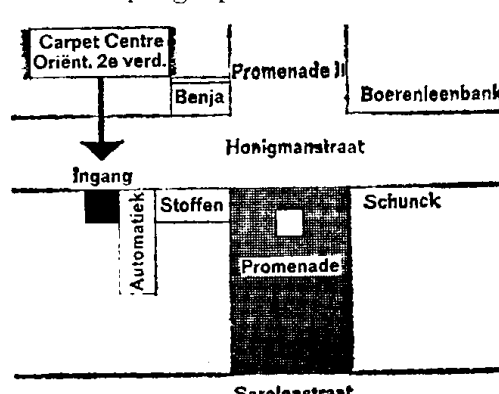 Carpet Centre
Oriënt. 2e verd.
Promenade II
Benja
Boerenleenbank
Honigmanstraat
Ingang
Automatiek
Stoffen
Schunck
Promenade